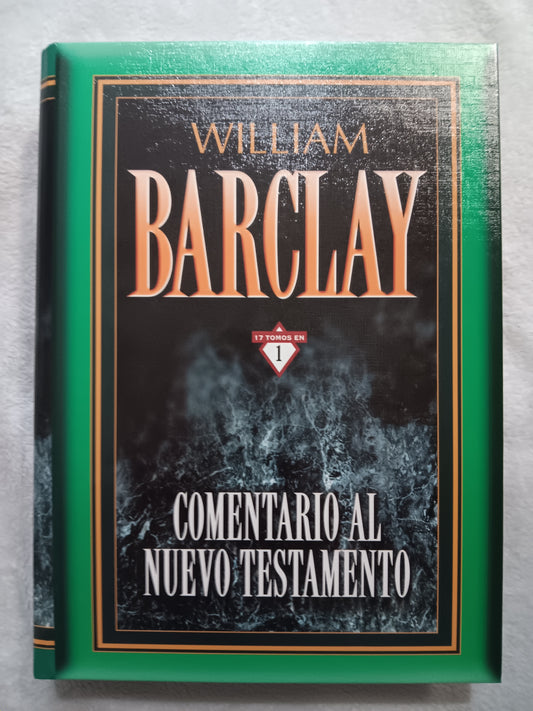 WILLIAM
BARCLAY
17 TOMOS EN
1
COMENTARIO AL
NUEVO TESTAMENTO